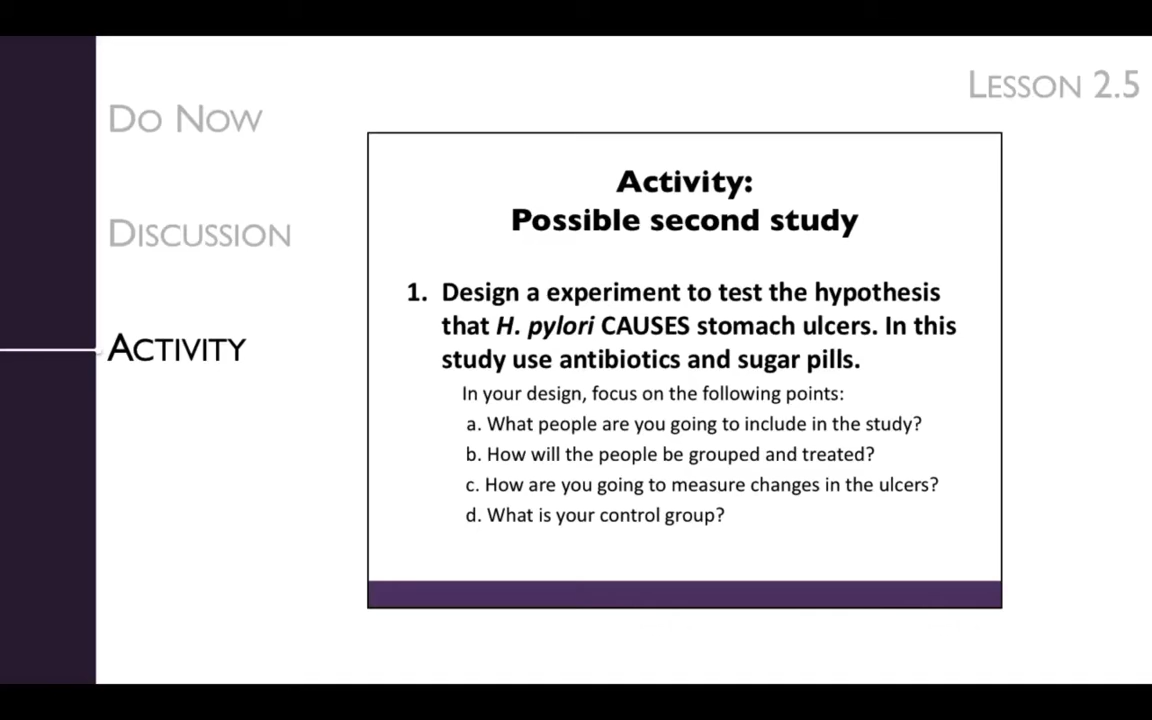 LESSON 2.5
DO NOW
DISCUSSION
ACTIVITY
Activity:
Possible second study
1. Design a experiment to test the hypothesis
that H. pylori CAUSES stomach ulcers. In this
study use antibiotics and sugar pills.
In your design, focus on the following points:
a. What people are you going to include in the study?
b. How will the people be grouped and treated?
c. How are you going to measure changes in the ulcers?
d. What is your control group?